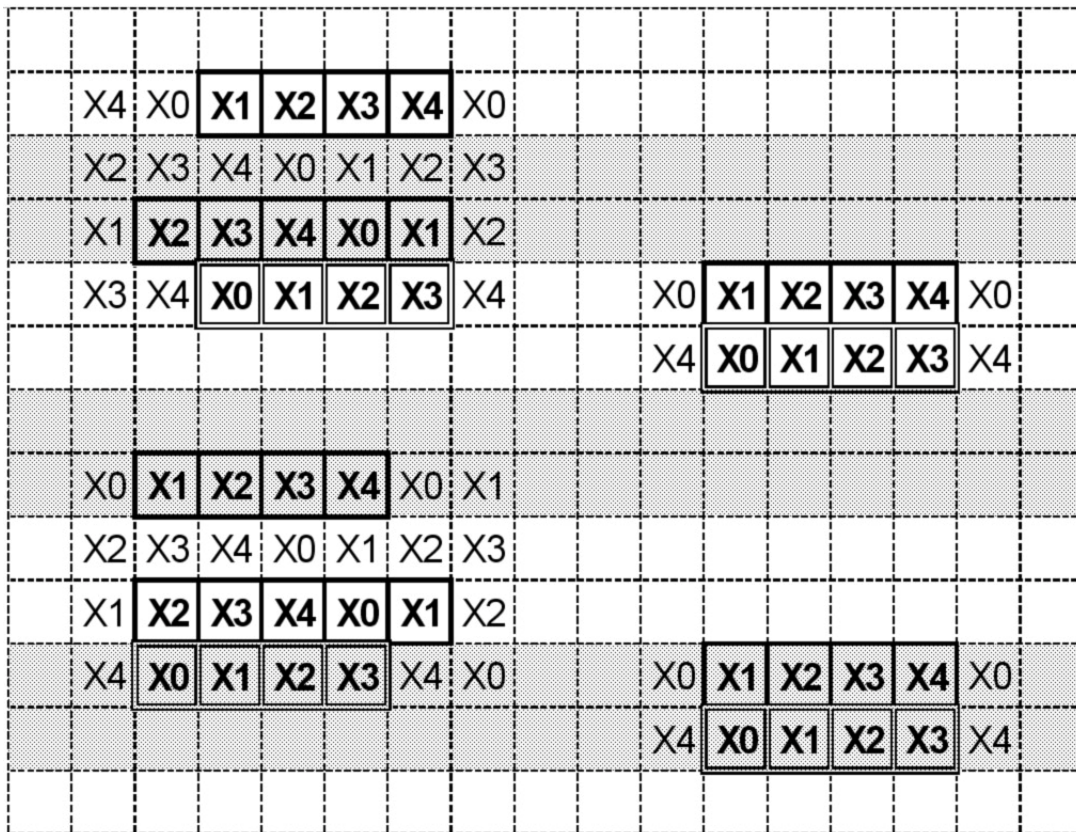 X4 X0 X1 X2 X3 X4 X0
X2 X3 X4 X0 X1 X2 X3
X1 X2 X3 X4 X0 X1 X2
X3 X4 X0 X1 X2 X3 X4 X0 X1 X2 X3 X4 X0
X4 X0 X1 X2 X3 X4
X0 X1 X2 X3 X4 X0 X1
X2 X3 X4 X0 X1 X2 X3
X1 X2 X3 X4 X0 X1 X2
X4 X0 X1 X2 X3 X4 X0 X0 X1 X2 X3 X4 X0
X4 X0 X1 X2 X3 X4